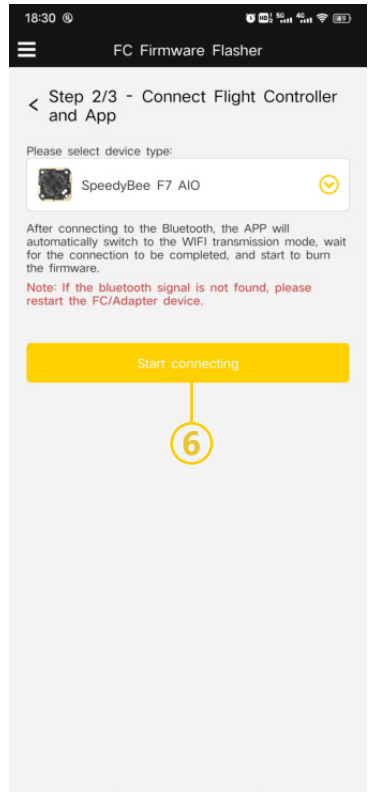 18:30
FC Firmware Flasher
< Step 2/3 - Connect Flight Controller
and App
Please select device type:
SpeedyBee F7 AIO
After connecting to the Bluetooth, the APP will
automatically switch to the WIFI transmission mode, wait
for the connection to be completed, and start to burn
the firmware.
Note: If the bluetooth signal is not found, please
restart the FC/Adapter device.
Start connecting
6